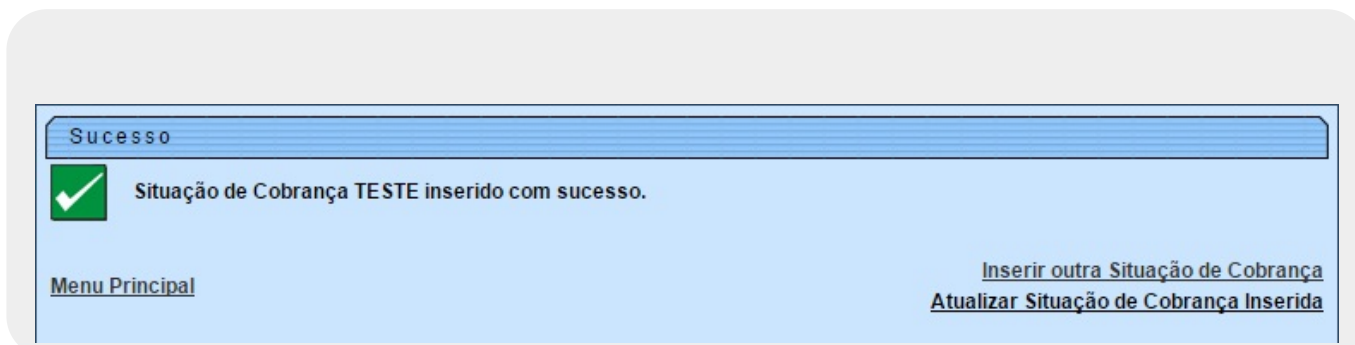 Sucesso
Situação de Cobrança TESTE inserido com sucesso.
Menu Principal
Inserir outra Situação de Cobrança
Atualizar Situação de Cobrança Inserida